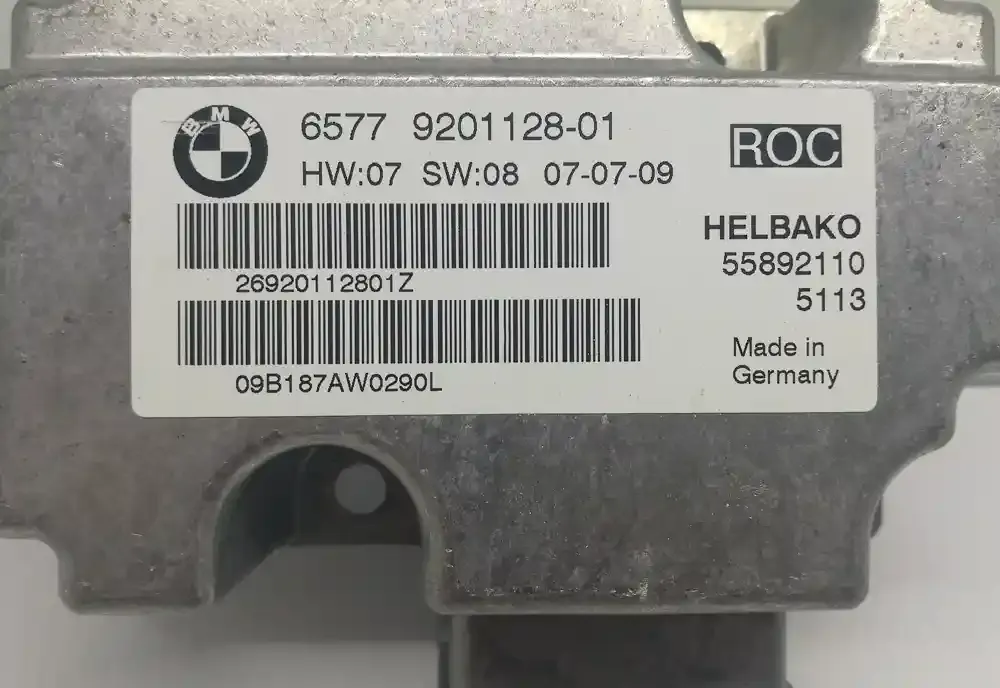 BMW
6577 9201128-01
HW:07 SW:08 07-07-09
ROC
26920112801Z
09B187AW0290L
HELBAKO
55892110
5113
Made in
Germany